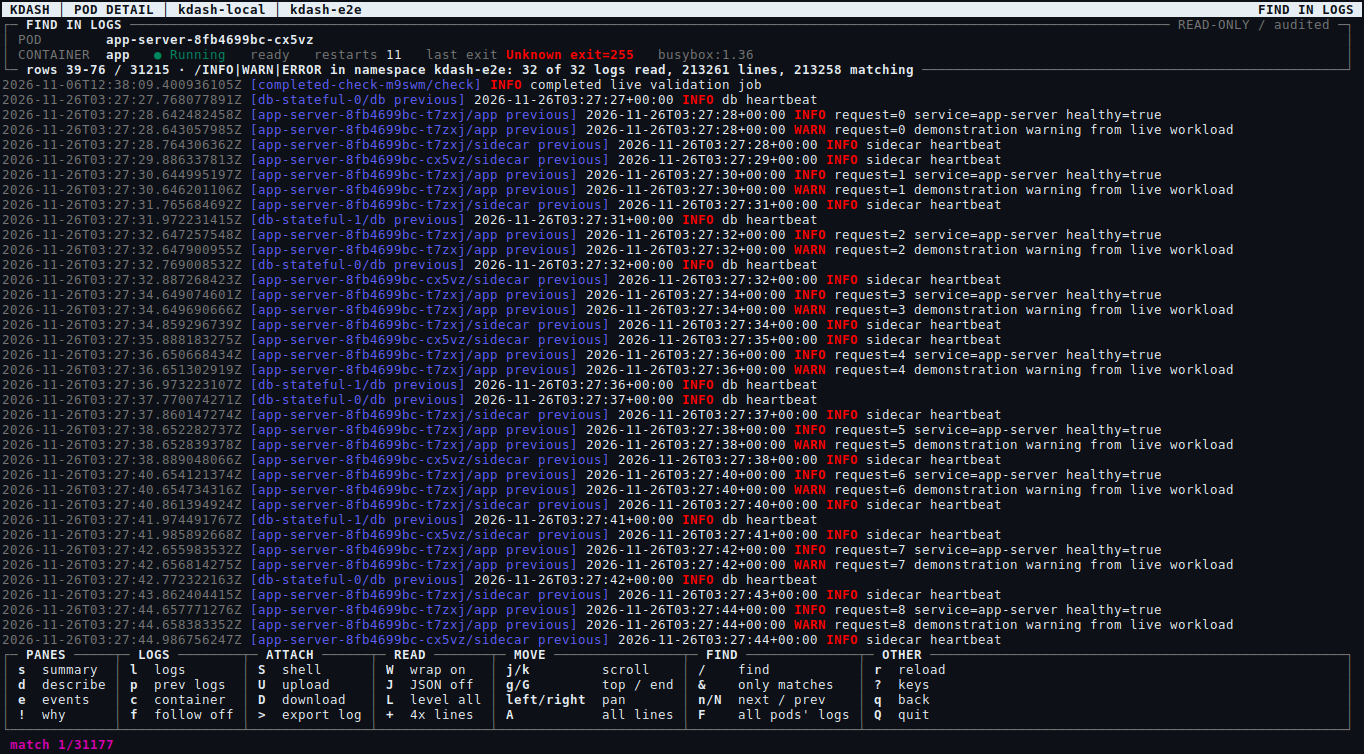 KDASH │ POD DETAIL │ kdash-local │ kdash-e2e FIND IN LOGS
FIND IN LOGS READ-ONLY / audited
POD app-server-8fb4699bc-cx5vz
CONTAINER app ● Running ready restarts 11 last exit Unknown exit=255 busybox:1.36
rows 39-76 / 31215 · /INFO|WARN|ERROR in namespace kdash-e2e: 32 of 32 logs read, 213261 lines, 213258 matching
2026-11-06T12:38:09.400936105Z [completed-check-m9swm/check] INFO completed live validation job
2026-11-26T03:27:27.768077891Z [db-stateful-0/db previous] 2026-11-26T03:27:27+00:00 INFO db heartbeat
2026-11-26T03:27:28.642482458Z [app-server-8fb4699bc-t7zxj/app previous] 2026-11-26T03:27:28+00:00 INFO request=0 service=app-server healthy=true
2026-11-26T03:27:28.643057985Z [app-server-8fb4699bc-t7zxj/app previous] 2026-11-26T03:27:28+00:00 WARN request=0 demonstration warning from live workload
2026-11-26T03:27:28.764306362Z [app-server-8fb4699bc-t7zxj/sidecar previous] 2026-11-26T03:27:28+00:00 INFO sidecar heartbeat
2026-11-26T03:27:29.886337813Z [app-server-8fb4699bc-cx5vz/sidecar previous] 2026-11-26T03:27:29+00:00 INFO sidecar heartbeat
2026-11-26T03:27:30.644995197Z [app-server-8fb4699bc-t7zxj/app previous] 2026-11-26T03:27:30+00:00 INFO request=1 service=app-server healthy=true
2026-11-26T03:27:30.646201106Z [app-server-8fb4699bc-t7zxj/app previous] 2026-11-26T03:27:30+00:00 WARN request=1 demonstration warning from live workload
2026-11-26T03:27:31.765684692Z [app-server-8fb4699bc-t7zxj/sidecar previous] 2026-11-26T03:27:31+00:00 INFO sidecar heartbeat
2026-11-26T03:27:31.972231415Z [db-stateful-1/db previous] 2026-11-26T03:27:31+00:00 INFO db heartbeat
2026-11-26T03:27:32.647257548Z [app-server-8fb4699bc-t7zxj/app previous] 2026-11-26T03:27:32+00:00 INFO request=2 service=app-server healthy=true
2026-11-26T03:27:32.647900955Z [app-server-8fb4699bc-t7zxj/app previous] 2026-11-26T03:27:32+00:00 WARN request=2 demonstration warning from live workload
2026-11-26T03:27:32.769008532Z [db-stateful-0/db previous] 2026-11-26T03:27:32+00:00 INFO db heartbeat
2026-11-26T03:27:32.887268423Z [app-server-8fb4699bc-cx5vz/sidecar previous] 2026-11-26T03:27:32+00:00 INFO sidecar heartbeat
2026-11-26T03:27:34.649074601Z [app-server-8fb4699bc-t7zxj/app previous] 2026-11-26T03:27:34+00:00 INFO request=3 service=app-server healthy=true
2026-11-26T03:27:34.649690666Z [app-server-8fb4699bc-t7zxj/app previous] 2026-11-26T03:27:34+00:00 WARN request=3 demonstration warning from live workload
2026-11-26T03:27:34.859296739Z [app-server-8fb4699bc-t7zxj/sidecar previous] 2026-11-26T03:27:34+00:00 INFO sidecar heartbeat
2026-11-26T03:27:35.888183275Z [app-server-8fb4699bc-cx5vz/sidecar previous] 2026-11-26T03:27:35+00:00 INFO sidecar heartbeat
2026-11-26T03:27:36.650068434Z [app-server-8fb4699bc-t7zxj/app previous] 2026-11-26T03:27:36+00:00 INFO request=4 service=app-server healthy=true
2026-11-26T03:27:36.651302919Z [app-server-8fb4699bc-t7zxj/app previous] 2026-11-26T03:27:36+00:00 WARN request=4 demonstration warning from live workload
2026-11-26T03:27:36.973223107Z [db-stateful-1/db previous] 2026-11-26T03:27:36+00:00 INFO db heartbeat
2026-11-26T03:27:37.770074271Z [db-stateful-0/db previous] 2026-11-26T03:27:37+00:00 INFO db heartbeat
2026-11-26T03:27:37.860147274Z [app-server-8fb4699bc-t7zxj/sidecar previous] 2026-11-26T03:27:37+00:00 INFO sidecar heartbeat
2026-11-26T03:27:38.652282737Z [app-server-8fb4699bc-t7zxj/app previous] 2026-11-26T03:27:38+00:00 INFO request=5 service=app-server healthy=true
2026-11-26T03:27:38.652839378Z [app-server-8fb4699bc-t7zxj/app previous] 2026-11-26T03:27:38+00:00 WARN request=5 demonstration warning from live workload
2026-11-26T03:27:38.889048066Z [app-server-8fb4699bc-cx5vz/sidecar previous] 2026-11-26T03:27:38+00:00 INFO sidecar heartbeat
2026-11-26T03:27:40.654121374Z [app-server-8fb4699bc-t7zxj/app previous] 2026-11-26T03:27:40+00:00 INFO request=6 service=app-server healthy=true
2026-11-26T03:27:40.654734316Z [app-server-8fb4699bc-t7zxj/app previous] 2026-11-26T03:27:40+00:00 WARN request=6 demonstration warning from live workload
2026-11-26T03:27:40.861394924Z [app-server-8fb4699bc-t7zxj/sidecar previous] 2026-11-26T03:27:40+00:00 INFO sidecar heartbeat
2026-11-26T03:27:41.974491767Z [db-stateful-1/db previous] 2026-11-26T03:27:41+00:00 INFO db heartbeat
2026-11-26T03:27:41.985892668Z [app-server-8fb4699bc-cx5vz/sidecar previous] 2026-11-26T03:27:41+00:00 INFO sidecar heartbeat
2026-11-26T03:27:42.655983532Z [app-server-8fb4699bc-t7zxj/app previous] 2026-11-26T03:27:42+00:00 INFO request=7 service=app-server healthy=true
2026-11-26T03:27:42.656814275Z [app-server-8fb4699bc-t7zxj/app previous] 2026-11-26T03:27:42+00:00 WARN request=7 demonstration warning from live workload
2026-11-26T03:27:42.772322163Z [db-stateful-0/db previous] 2026-11-26T03:27:42+00:00 INFO db heartbeat
2026-11-26T03:27:43.862404415Z [app-server-8fb4699bc-t7zxj/sidecar previous] 2026-11-26T03:27:43+00:00 INFO sidecar heartbeat
2026-11-26T03:27:44.657771276Z [app-server-8fb4699bc-t7zxj/app previous] 2026-11-26T03:27:44+00:00 INFO request=8 service=app-server healthy=true
2026-11-26T03:27:44.658383352Z [app-server-8fb4699bc-t7zxj/app previous] 2026-11-26T03:27:44+00:00 WARN request=8 demonstration warning from live workload
2026-11-26T03:27:44.986756247Z [app-server-8fb4699bc-cx5vz/sidecar previous] 2026-11-26T03:27:44+00:00 INFO sidecar heartbeat
PANES LOGS ATTACH READ MOVE FIND OTHER
s summary l logs S shell W wrap on j/k scroll / find r reload
d describe p prev logs U upload J JSON off g/G top / end & only matches ? keys
e events c container D download L level all left/right pan n/N next / prev q back
! why f follow off > export log + 4x lines A all lines F all pods' logs Q quit
match 1/31177